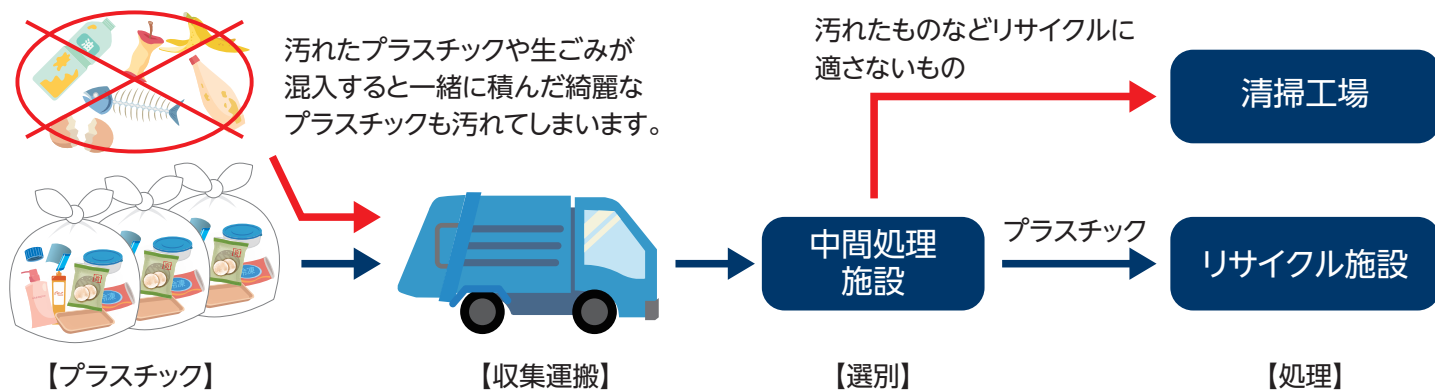 汚れたプラスチックや生ごみが
混入すると一緒に積んだ綺麗な
プラスチックも汚れてしまいます。
汚れたものなどリサイクルに
適さないもの
清掃工場
中間処理
施設
プラスチック
リサイクル施設
【プラスチック】
【収集運搬】
【選別】
【処理】